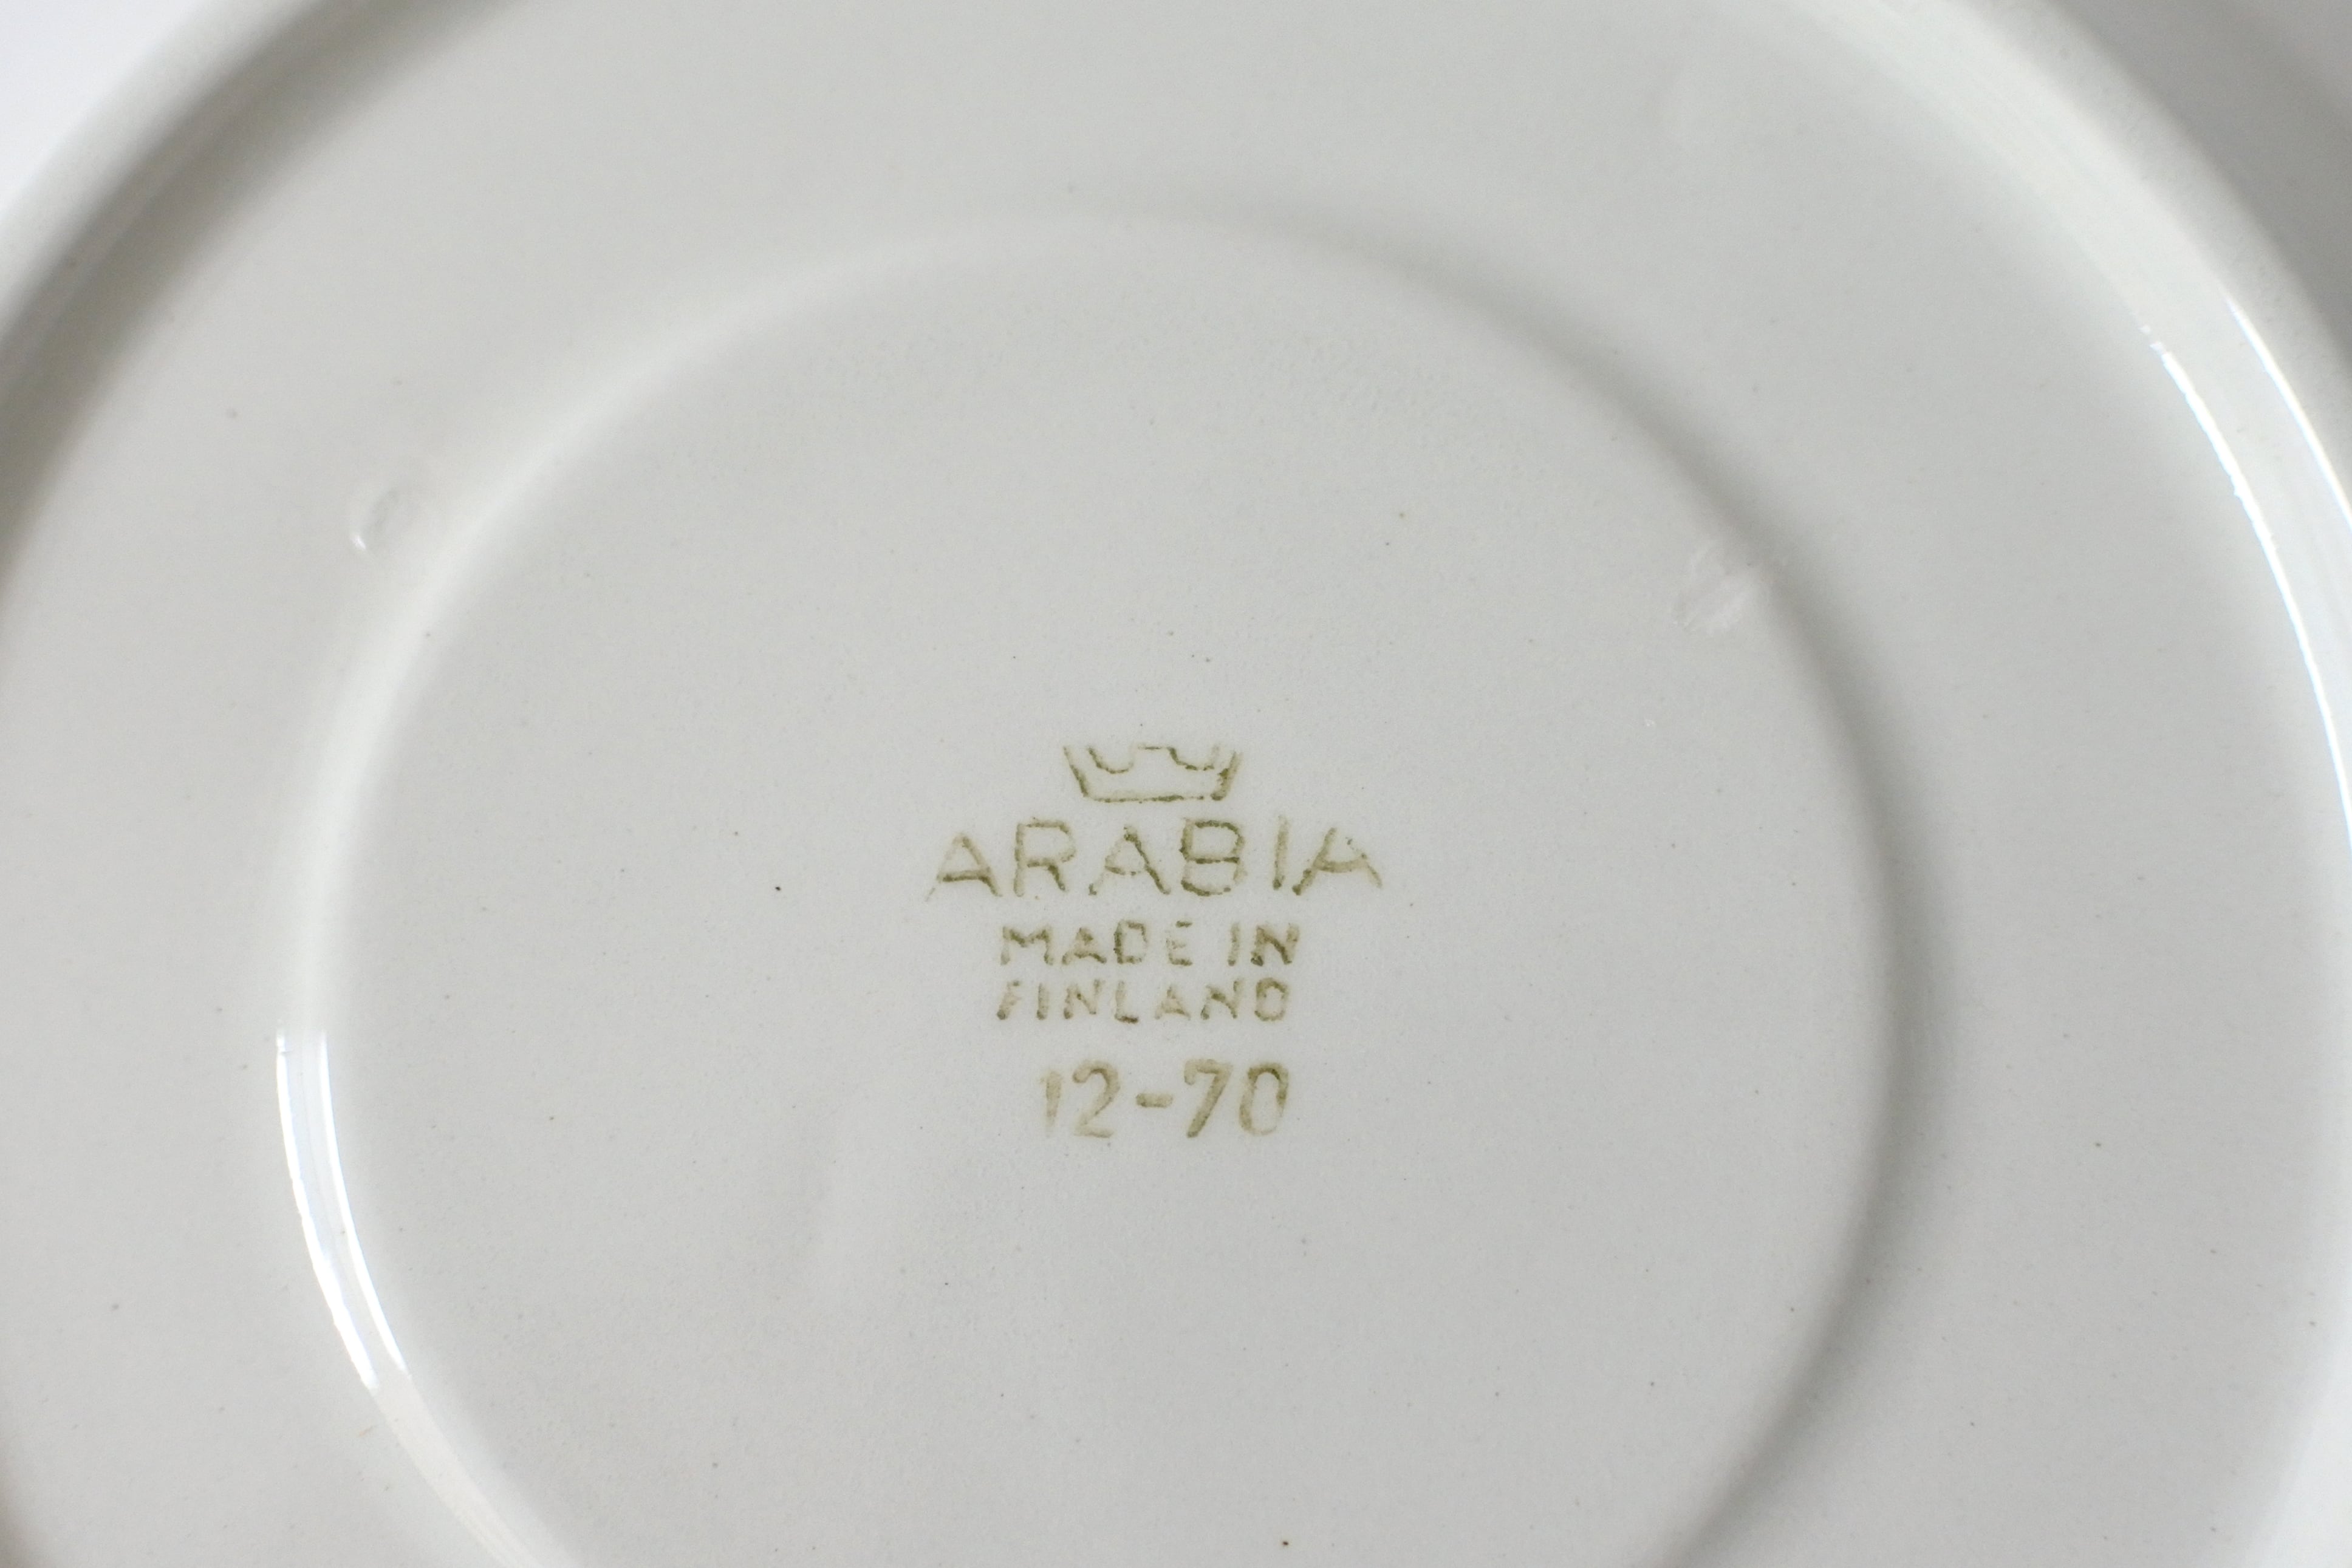 ARABIA
MADE IN
FINLAND
12-70